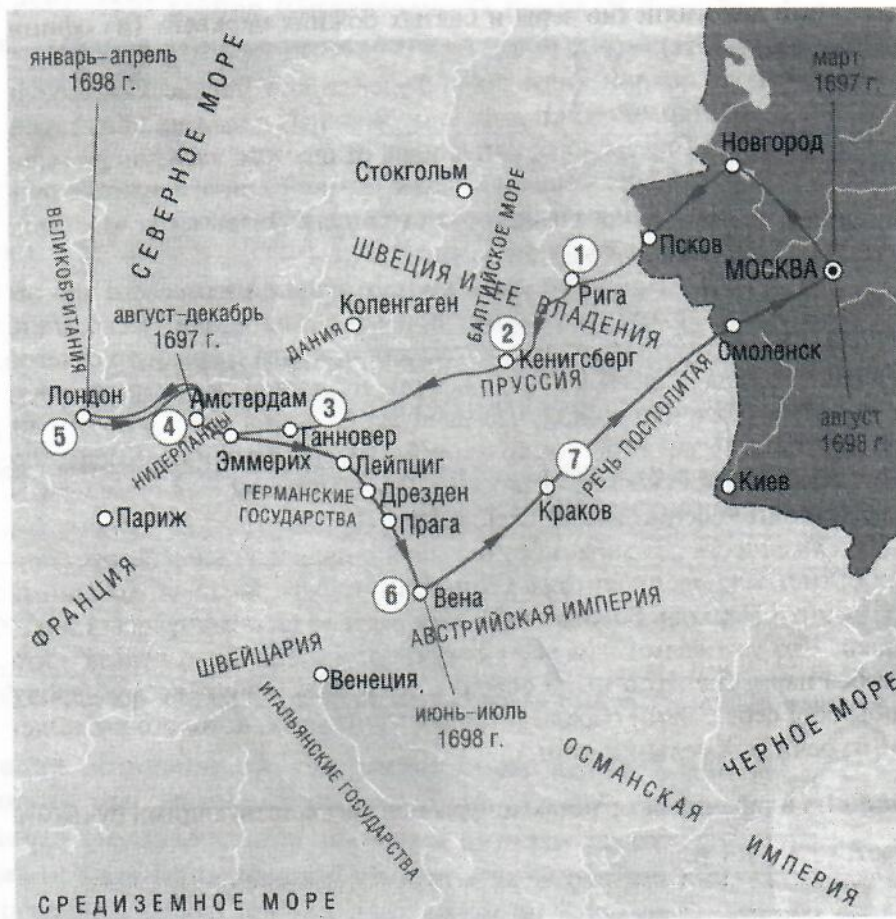 январь–апрель
1698 г.
СЕВЕРНОЕ МОРЕ
март
1697 г.
Новгород
Стокгольм
ВЕЛИКОБРИТАНИЯ
БАЛТИЙСКОЕ МОРЕ
Псков
МОСКВА
1
Рига
ШВЕЦИЯ И ЕЁ
ВЛАДЕНИЯ
август–декабрь
1697 г.
Копенгаген
ДАНИЯ
2
Кенигсберг
ПРУССИЯ
Смоленск
РЕЧЬ ПОСПОЛИТАЯ
Лондон
5
Амстердам
4
НИДЕРЛАНДЫ
3
Ганновер
Эммерих
август
1698 г.
Лейпциг
ГЕРМАНСКИЕ
ГОСУДАРСТВА
Дрезден
7
Краков
Киев
Париж
Прага
ФРАНЦИЯ
6
Вена
АВСТРИЙСКАЯ ИМПЕРИЯ
ШВЕЙЦАРИЯ
Венеция
ИТАЛЬЯНСКИЕ ГОСУДАРСТВА
июнь–июль
1698 г.
ЧЕРНОЕ МОРЕ
ОСМАНСКАЯ
ИМПЕРИЯ
СРЕДИЗЕМНОЕ МОРЕ